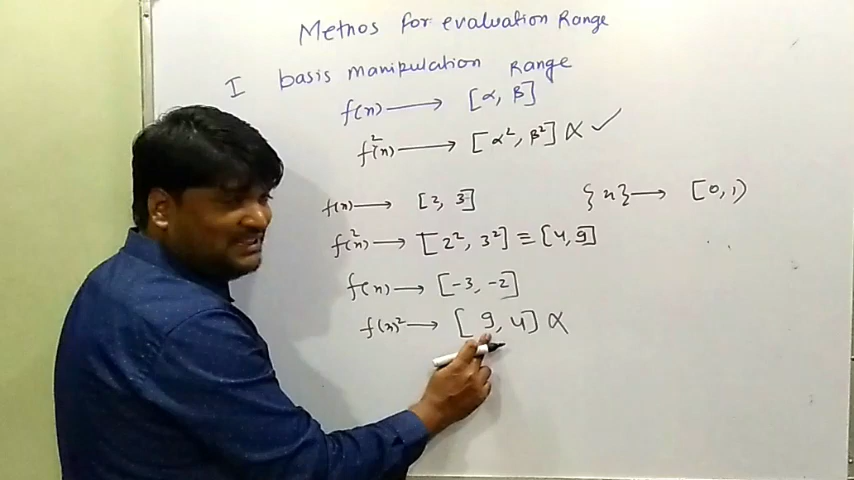 Metnos for evaluation Range
I basis manipulation Range
f(x) → [α, β]
f²(x) → [α², β²] × ✓
f(x) → [2, 3]
{x} → [0, 1)
f²(x) → [2², 3²] ≡ [4, 9]
f(x) → [-3, -2]
f(x)² → [9, 4] ×